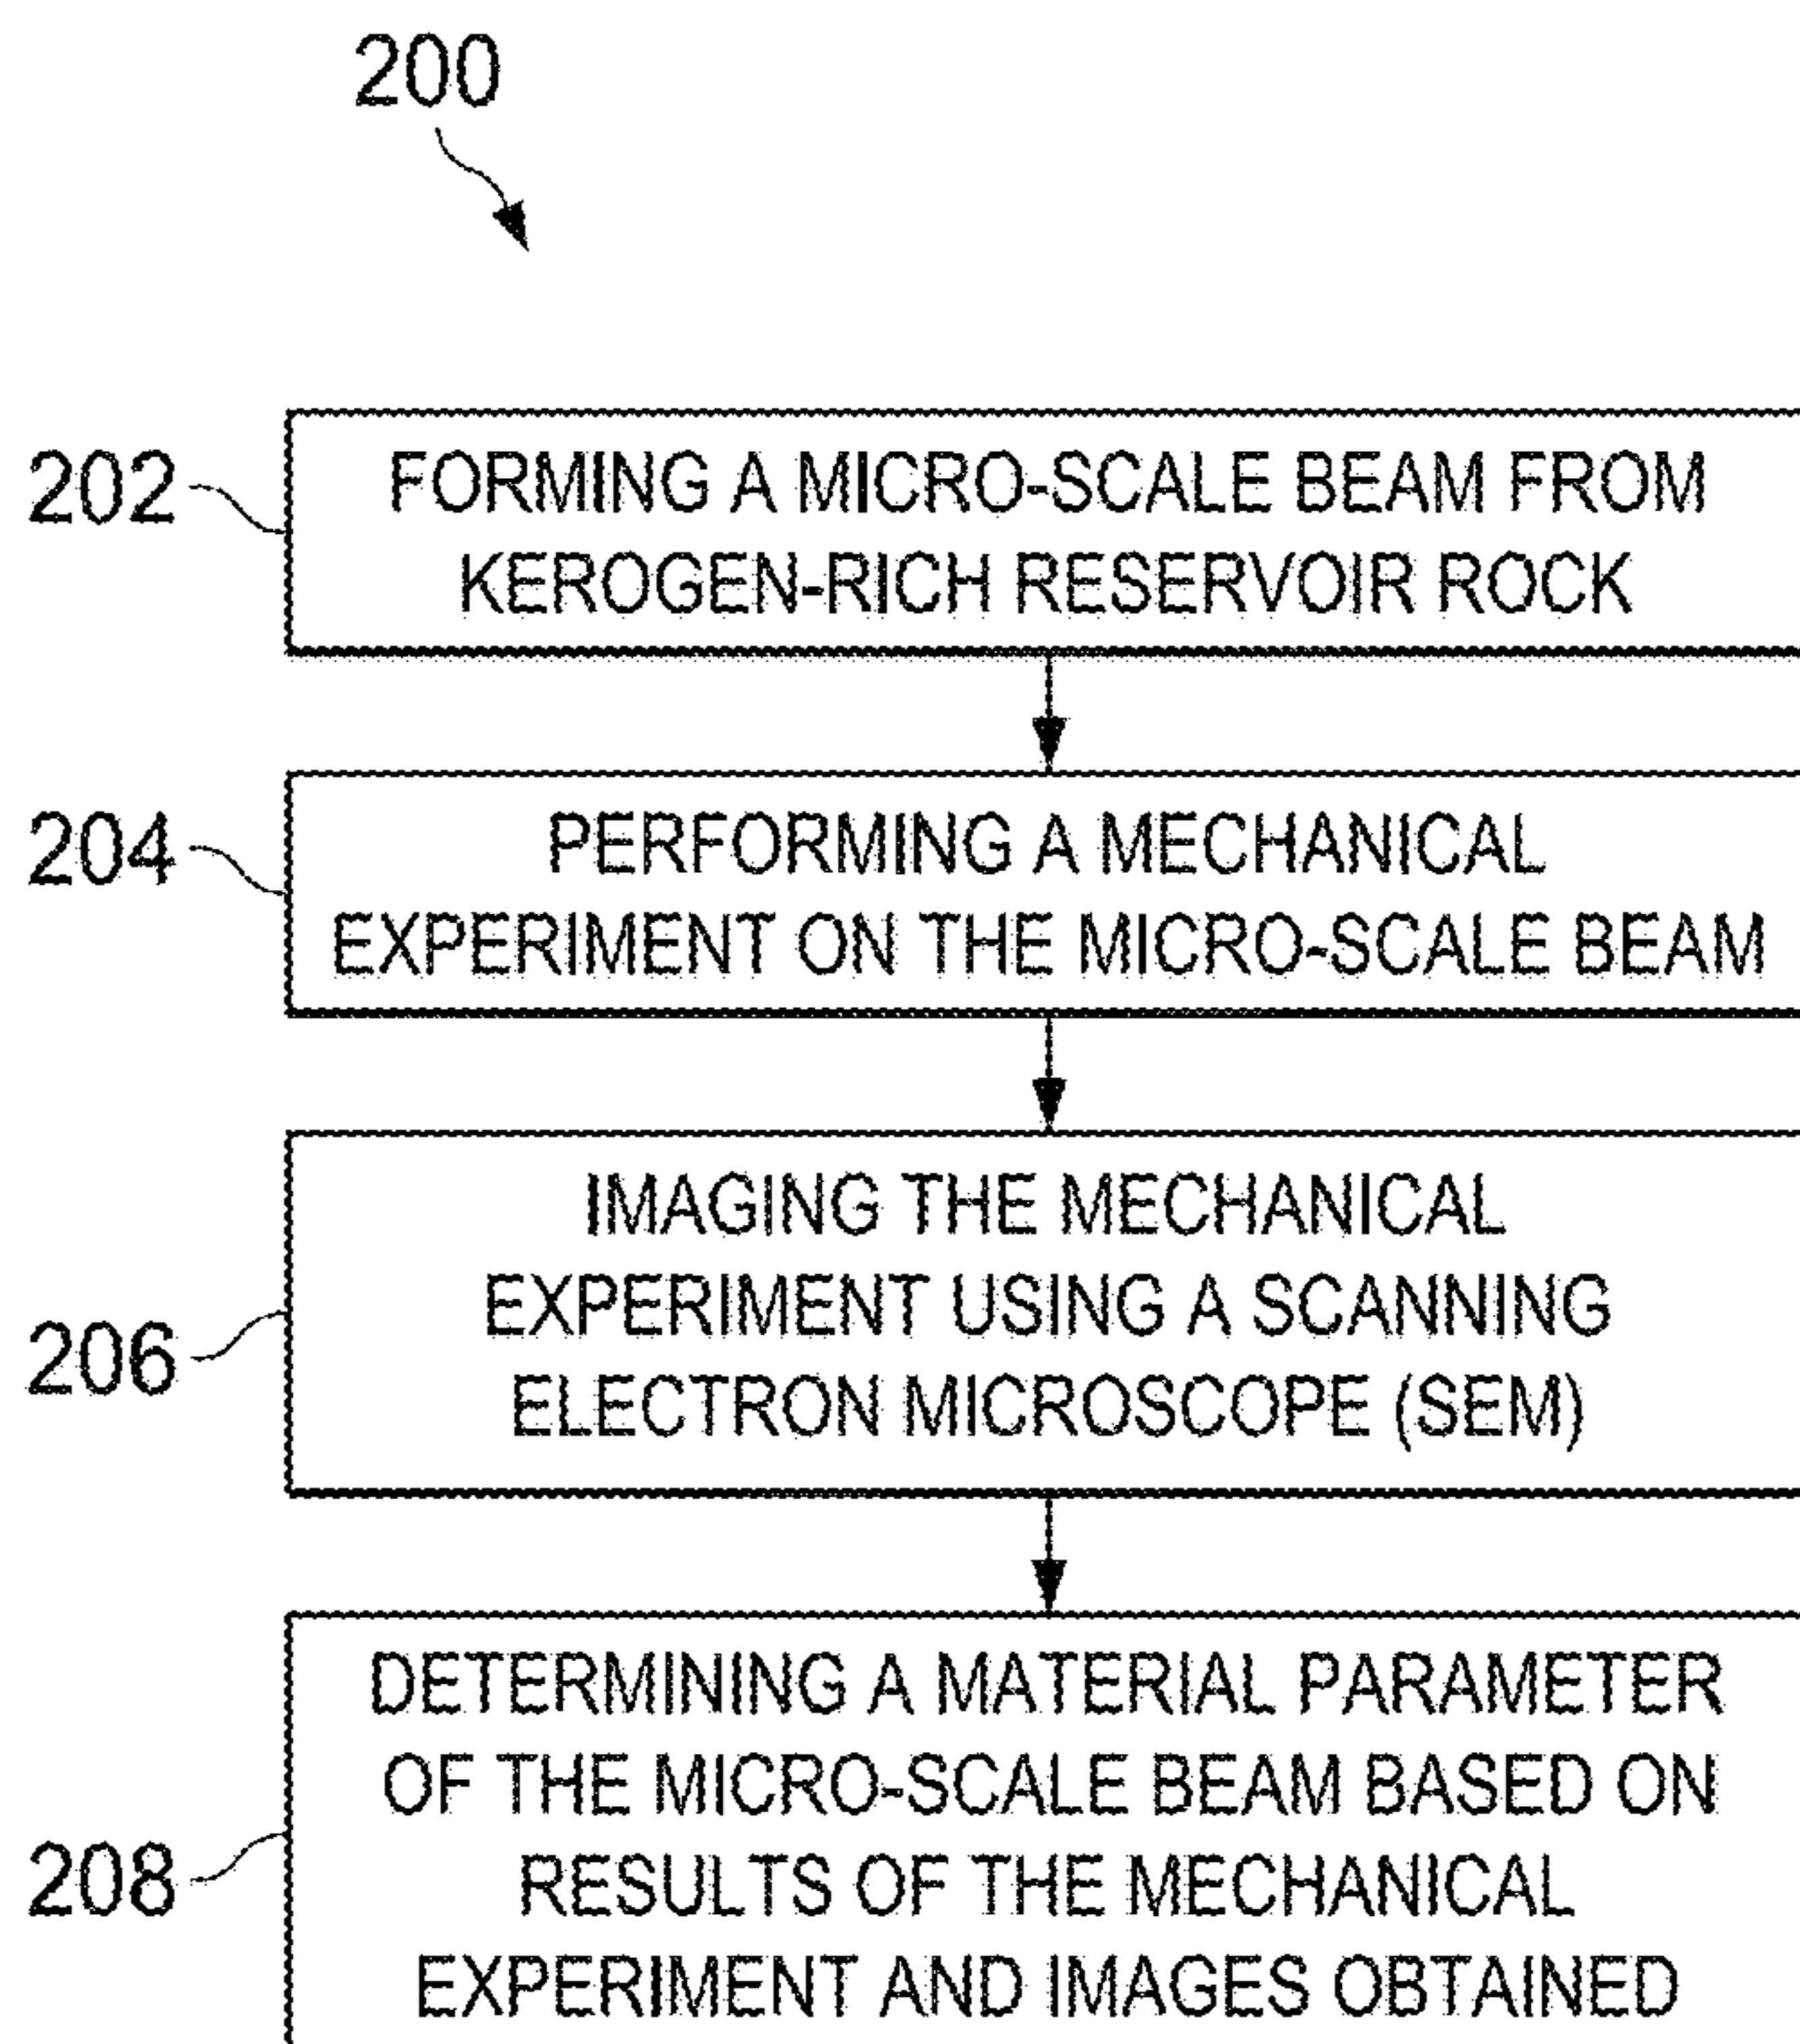 200
202
FORMING A MICRO-SCALE BEAM FROM
KEROGEN-RICH RESERVOIR ROCK
204
PERFORMING A MECHANICAL
EXPERIMENT ON THE MICRO-SCALE BEAM
206
IMAGING THE MECHANICAL
EXPERIMENT USING A SCANNING
ELECTRON MICROSCOPE (SEM)
208
DETERMINING A MATERIAL PARAMETER
OF THE MICRO-SCALE BEAM BASED ON
RESULTS OF THE MECHANICAL
EXPERIMENT AND IMAGES OBTAINED